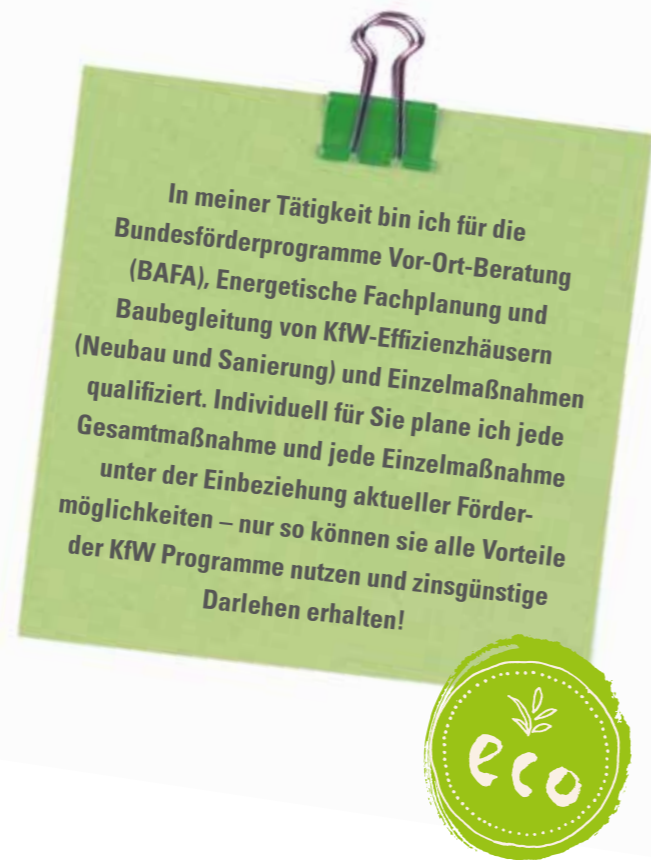 In meiner Tätigkeit bin ich für die
Bundesförderprogramme Vor-Ort-Beratung
(BAFA), Energetische Fachplanung und
Baubegleitung von KfW-Effizienzhäusern
(Neubau und Sanierung) und Einzelmaßnahmen
qualifiziert. Individuell für Sie plane ich jede
Gesamtmaßnahme und jede Einzelmaßnahme
unter der Einbeziehung aktueller Förder-
möglichkeiten – nur so können sie alle Vorteile
der KfW Programme nutzen und zinsgünstige
Darlehen erhalten!
eco